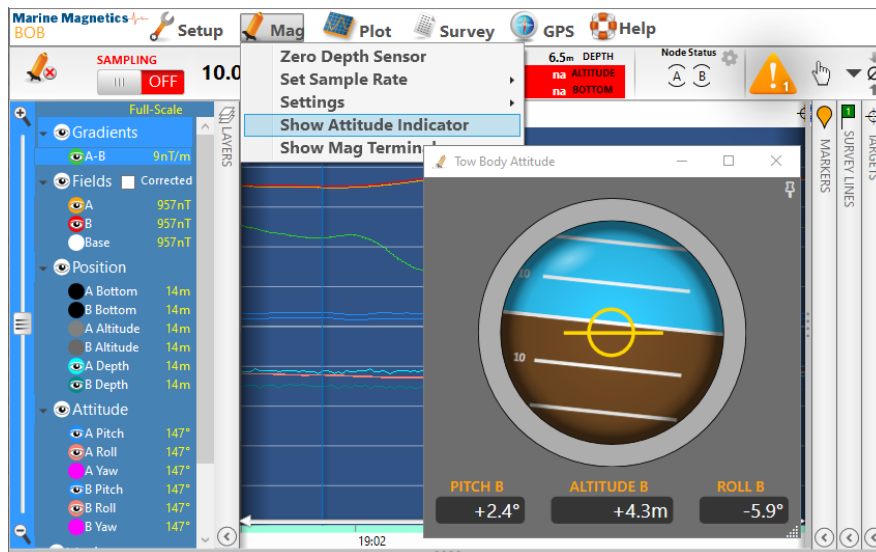 Marine Magnetics
BOB
Setup
Mag
Plot
Survey
GPS
Help
SAMPLING
OFF
10.0
Zero Depth Sensor
Set Sample Rate
Settings
Show Attitude Indicator
Show Mag Terminal
6.5m DEPTH
na ALTITUDE
na BOTTOM
Node Status
A B
1
Full-Scale
Gradients
A-B 9nT/m
Fields Corrected
A 957nT
B 957nT
Base 957nT
Position
A Bottom 14m
B Bottom 14m
A Altitude 14m
B Altitude 14m
A Depth 14m
B Depth 14m
Attitude
A Pitch 147°
A Roll 147°
A Yaw 147°
B Pitch 147°
B Roll 147°
B Yaw 147°
LAYERS
19:02
Tow Body Attitude
10
10
PITCH B ALTITUDE B ROLL B
+2.4° +4.3m -5.9°
MARKERS
1
SURVEY LINES
TARGETS